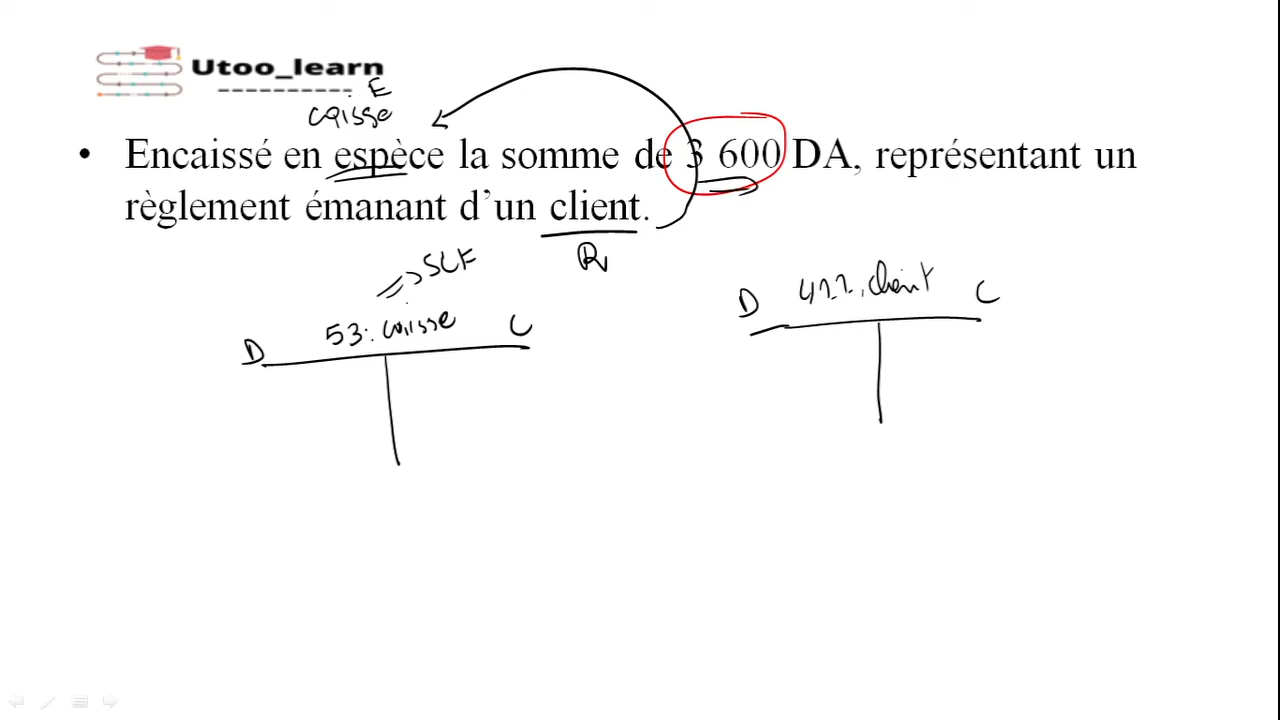 Utoo_learn
----------
E
caisse
• Encaissé en espèce la somme de 3 600 DA, représentant un
règlement émanant d’un client.
R
=> SCF
D 53: caisse C
D 411, client C